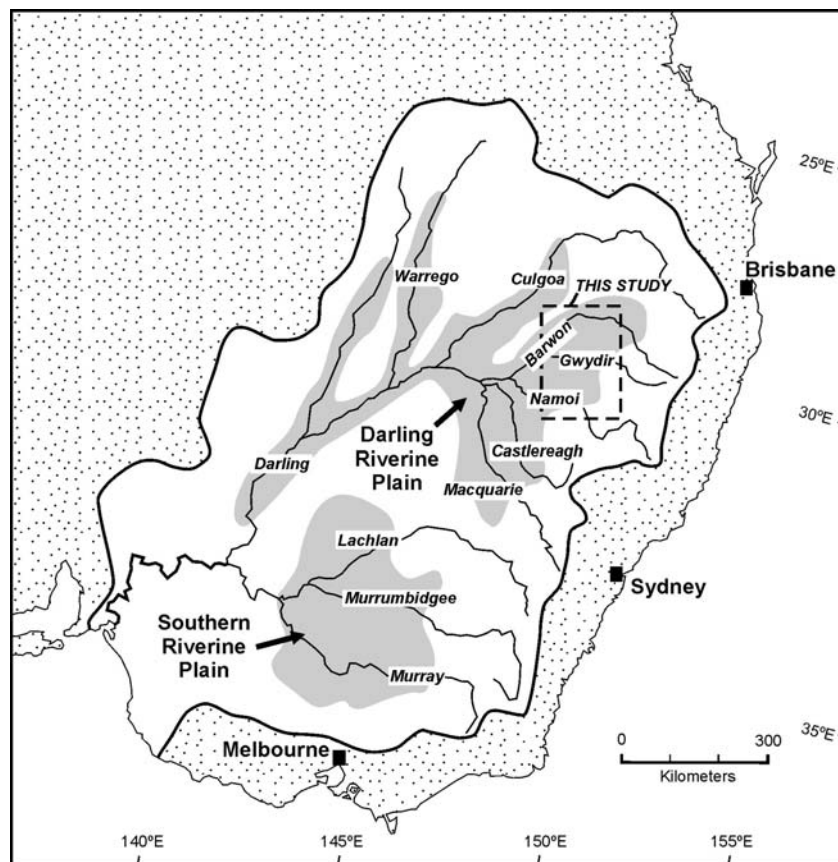 25ºE
Brisbane
Warrego
Culgoa
THIS STUDY
Barwon
Gwydir
30ºE
Namoi
Darling
Riverine
Plain
Castlereagh
Darling
Macquarie
Lachlan
Sydney
Murrumbidgee
Southern
Riverine
Plain
Murray
35ºE
Melbourne
0 300
Kilometers
140ºE 145ºE 150ºE 155ºE